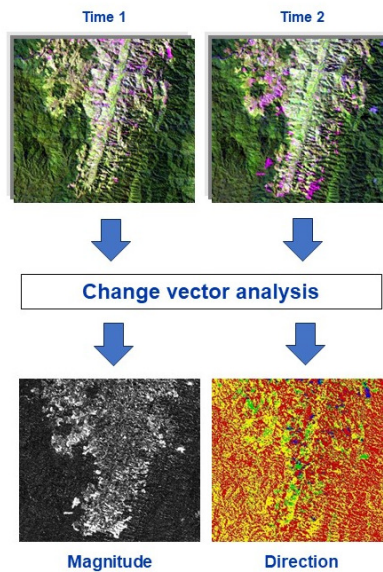 Time 1
Time 2
Change vector analysis
Magnitude
Direction